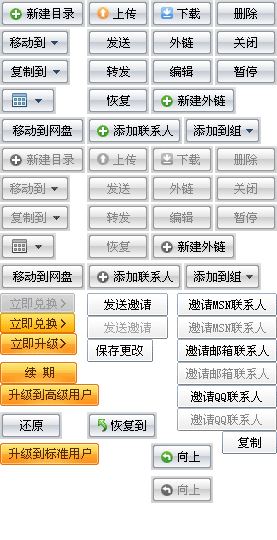 新建目录 上传 下载 删除
移动到 发送 外链 关闭
复制到 转发 编辑 暂停
恢复 新建外链
移动到网盘 添加联系人 添加到组
新建目录 上传 下载 删除
移动到 发送 外链 关闭
复制到 转发 编辑 暂停
恢复 新建外链
移动到网盘 添加联系人 添加到组
立即兑换> 发送邀请 邀请MSN联系人
立即兑换> 发送邀请 邀请MSN联系人
立即升级> 保存更改 邀请邮箱联系人
续 期 邀请邮箱联系人
升级到高级用户 邀请QQ联系人
还原 恢复到 邀请QQ联系人
复制
升级到标准用户 向上
向上